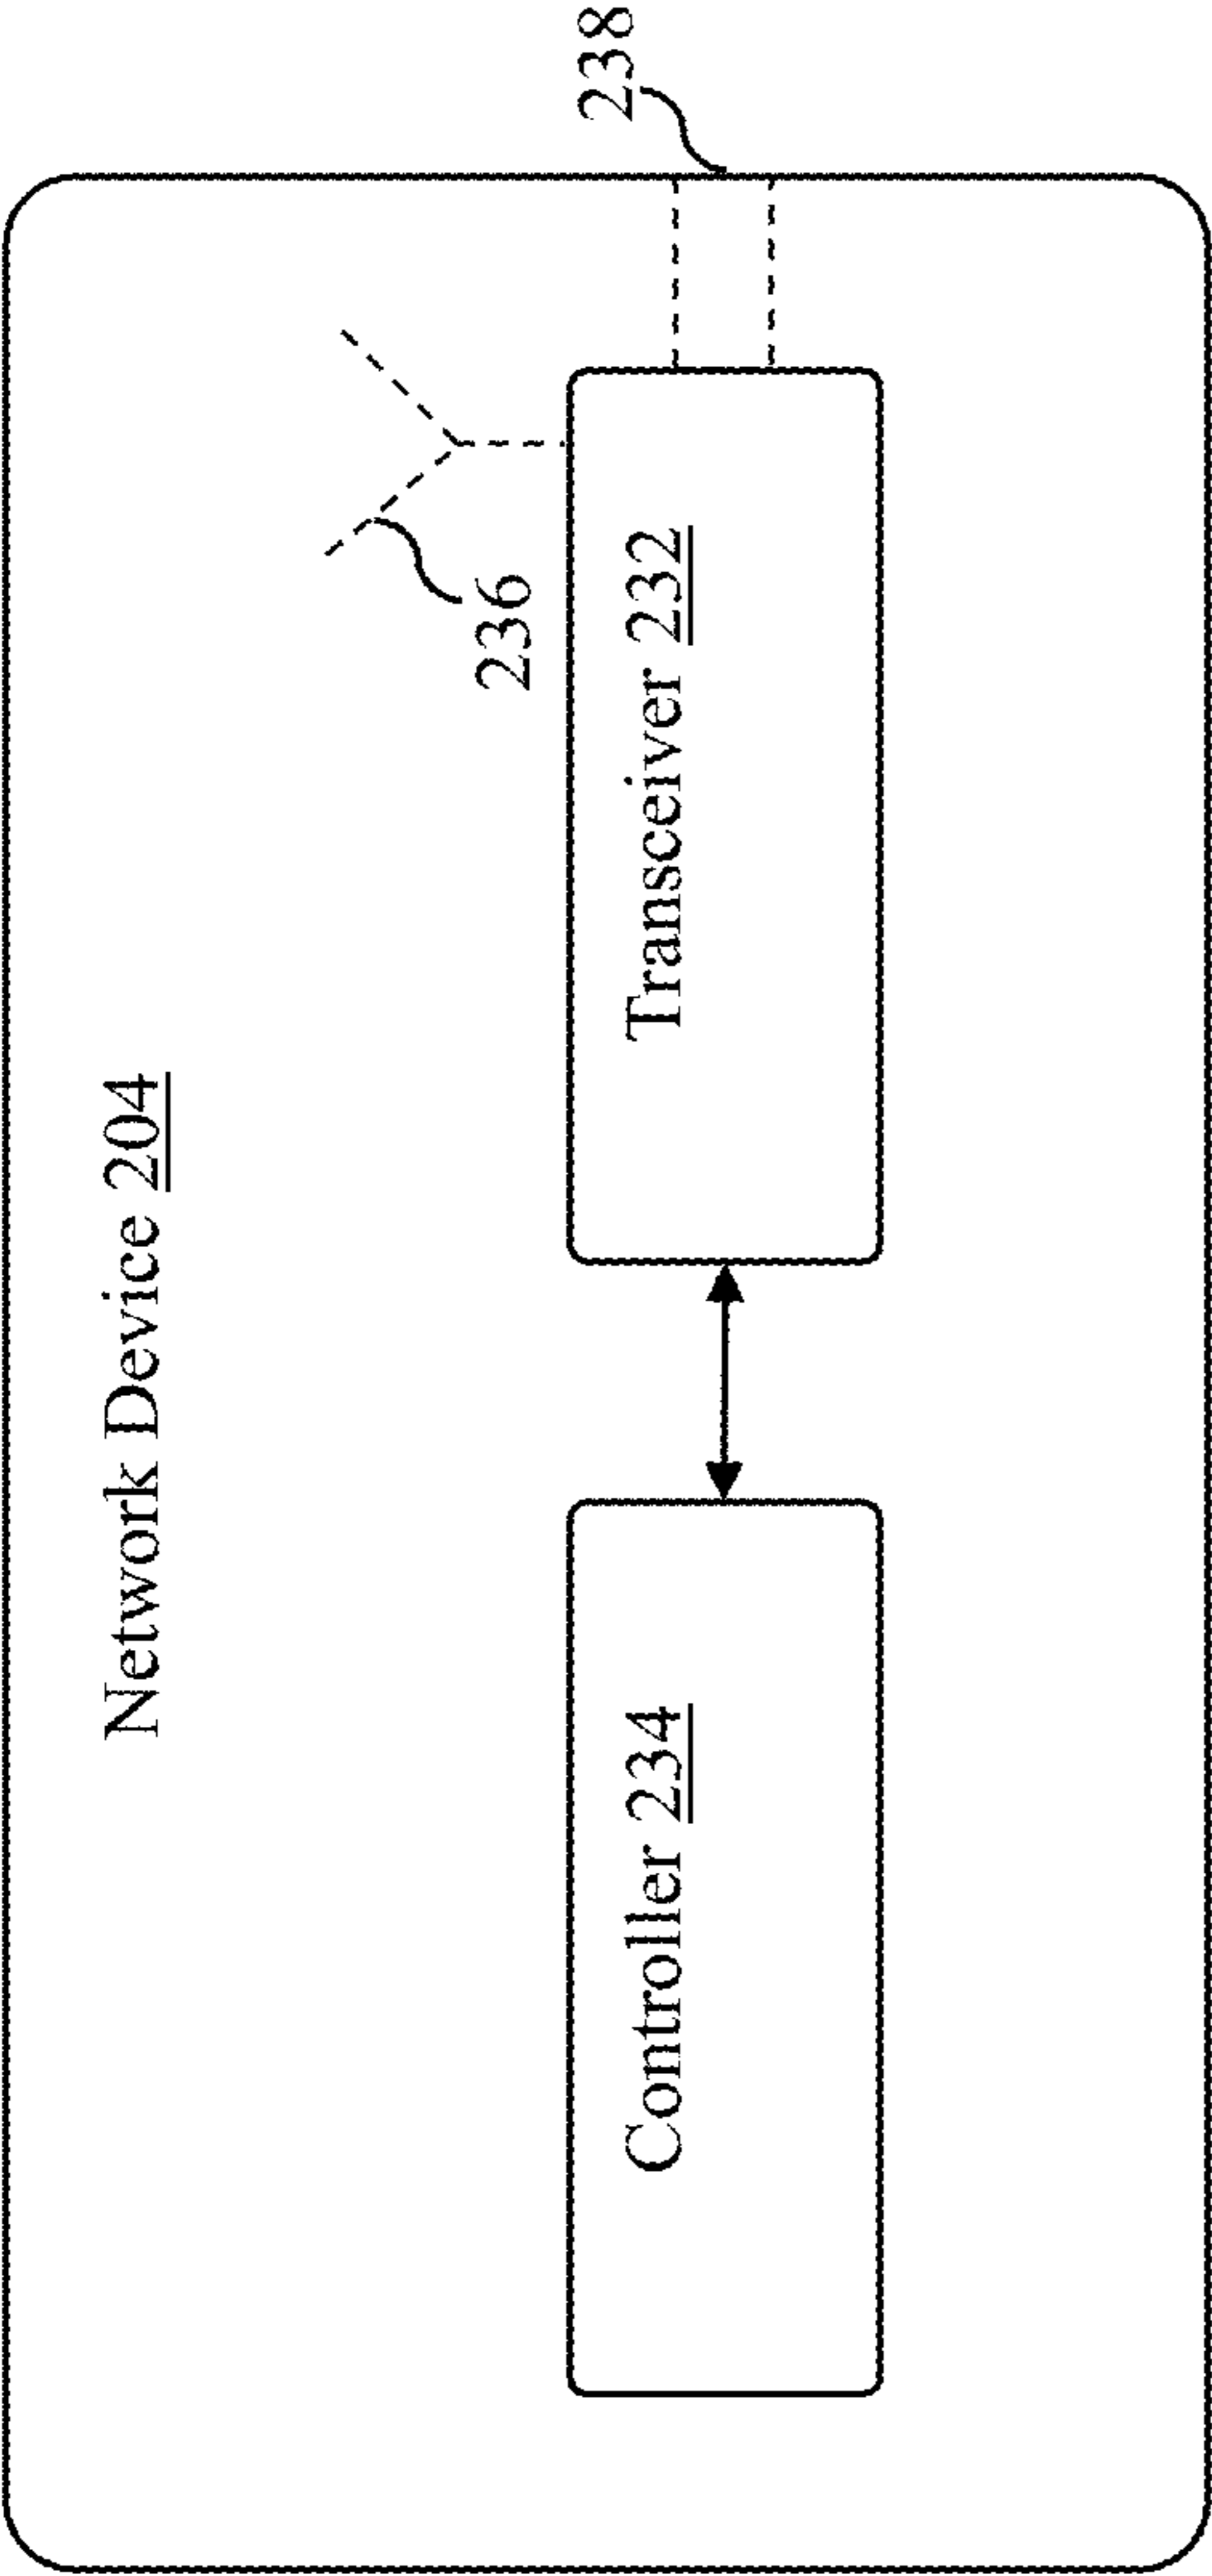 Network Device 204
236
238
Controller 234
Transceiver 232